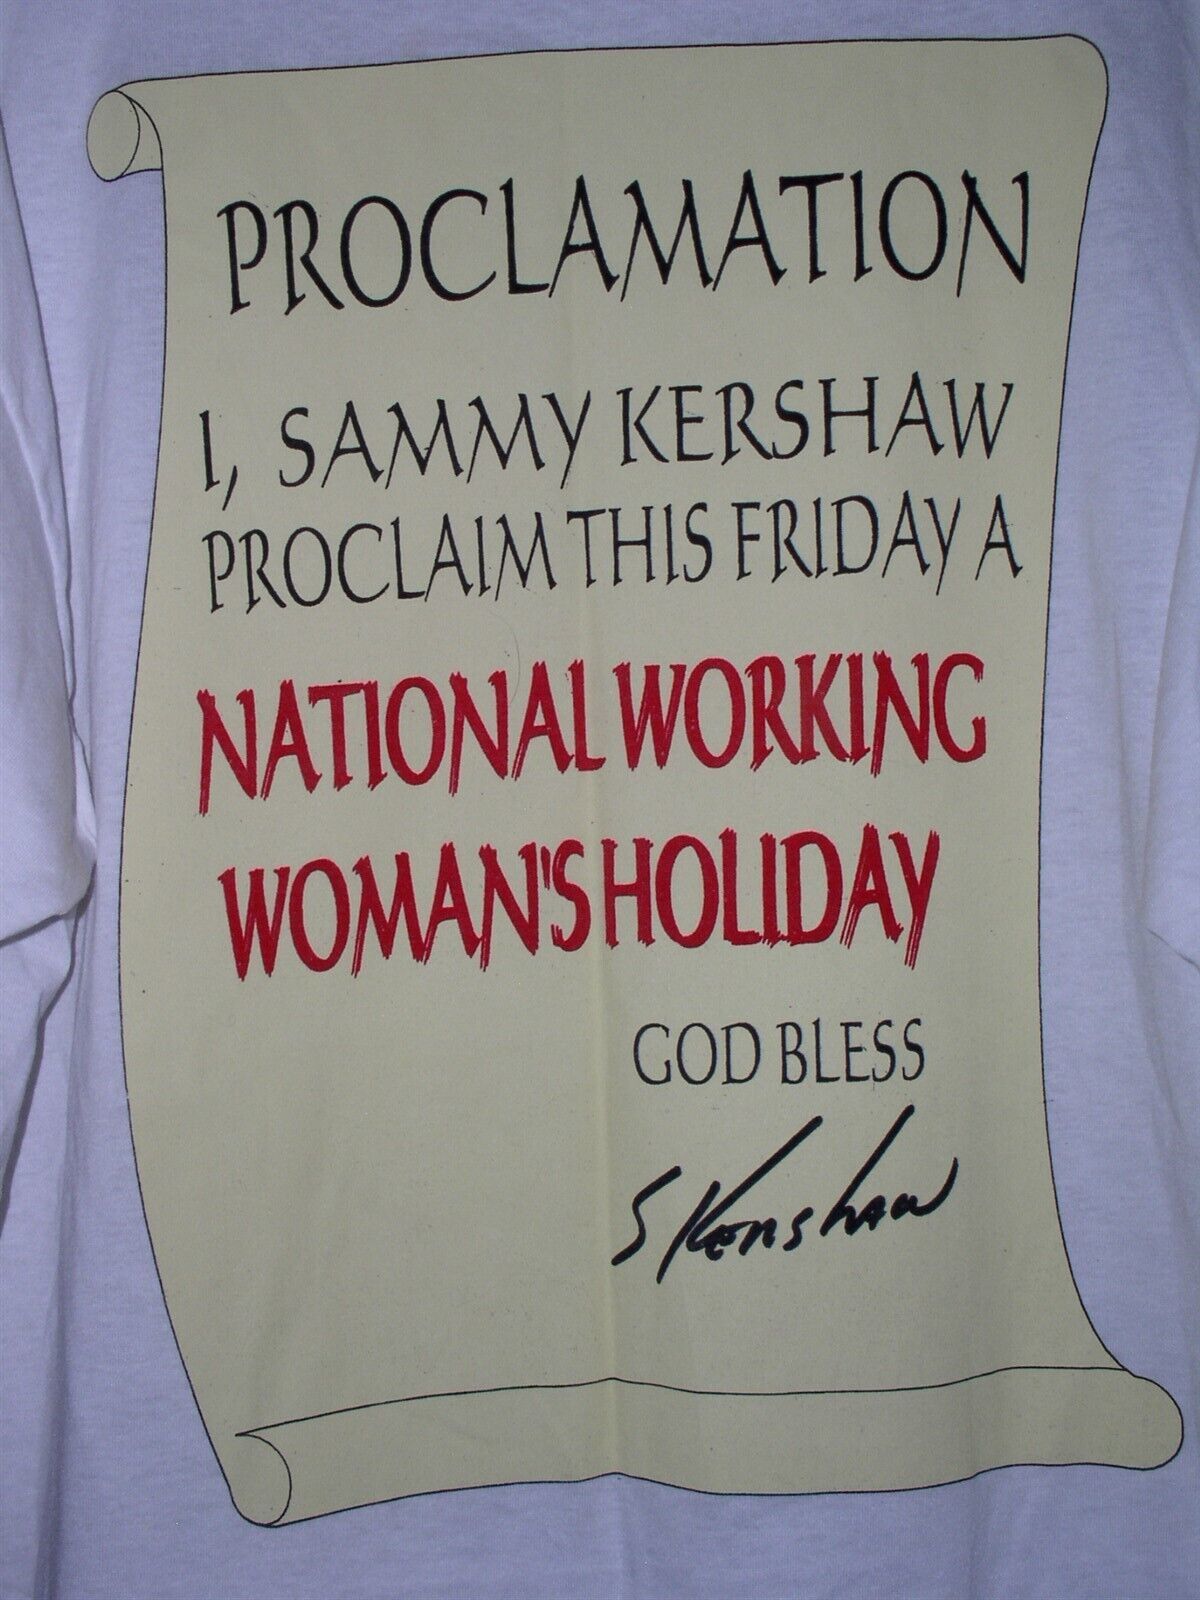 PROCLAMATION
I, SAMMY KERSHAW
PROCLAIM THIS FRIDAY A
NATIONAL WORKING
WOMAN'S HOLIDAY
GOD BLESS
S Kershaw